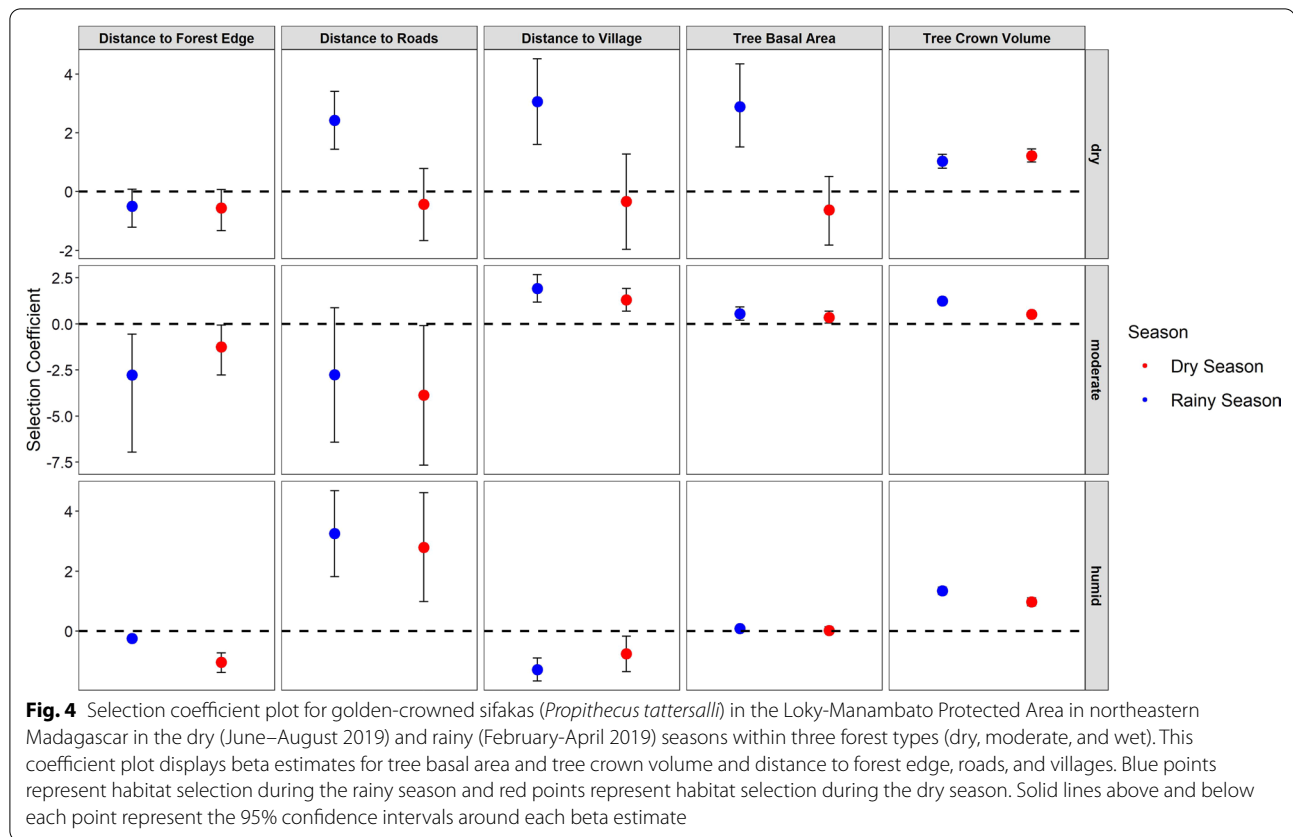 Distance to Forest Edge Distance to Roads Distance to Village Tree Basal Area Tree Crown Volume
4
2
0
-2
dry
2.5
0.0
-2.5
-5.0
-7.5
moderate
4
2
0
humid
Selection Coefficient
Season
Dry Season
Rainy Season
Fig. 4 Selection coefficient plot for golden-crowned sifakas (Propithecus tattersalli) in the Loky-Manambato Protected Area in northeastern
Madagascar in the dry (June–August 2019) and rainy (February-April 2019) seasons within three forest types (dry, moderate, and wet). This
coefficient plot displays beta estimates for tree basal area and tree crown volume and distance to forest edge, roads, and villages. Blue points
represent habitat selection during the rainy season and red points represent habitat selection during the dry season. Solid lines above and below
each point represent the 95% confidence intervals around each beta estimate